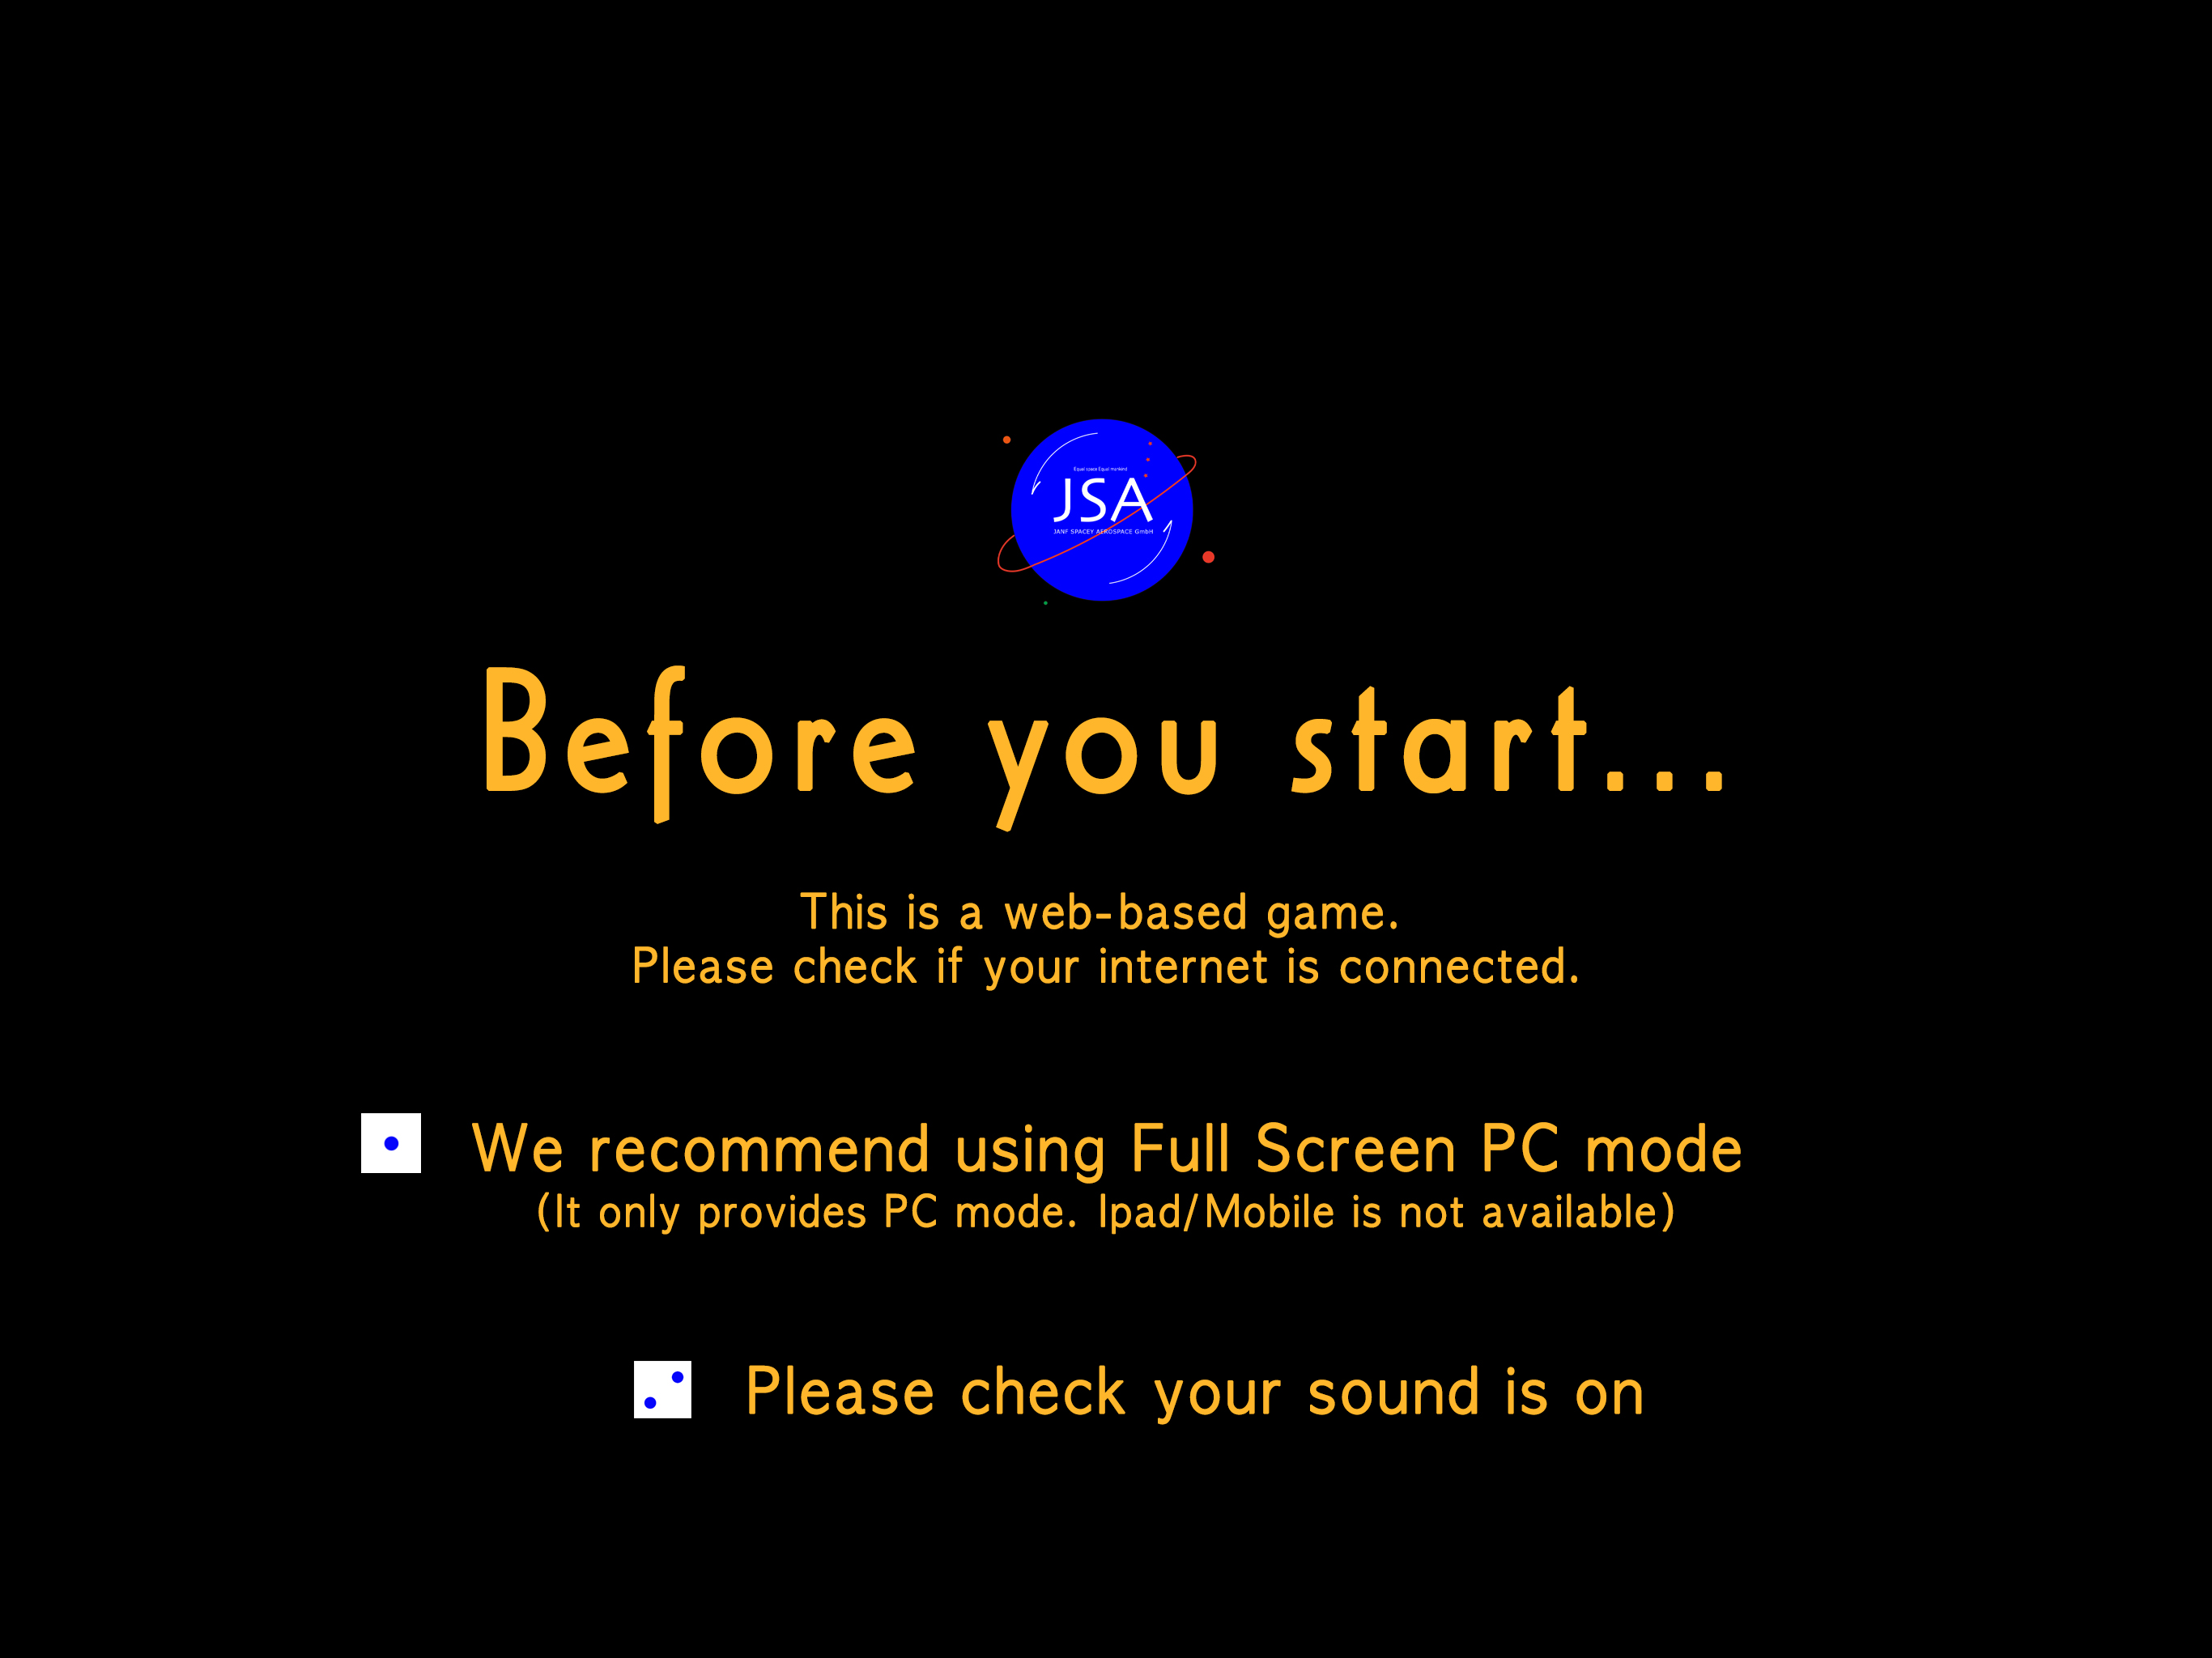 Equal space Equal mankind
JSA
JANF SPACEY AEROSPACE GmbH
Before you start...
This is a web-based game.
Please check if your internet is connected.
We recommend using Full Screen PC mode
(It only provides PC mode. Ipad/Mobile is not available)
Please check your sound is on